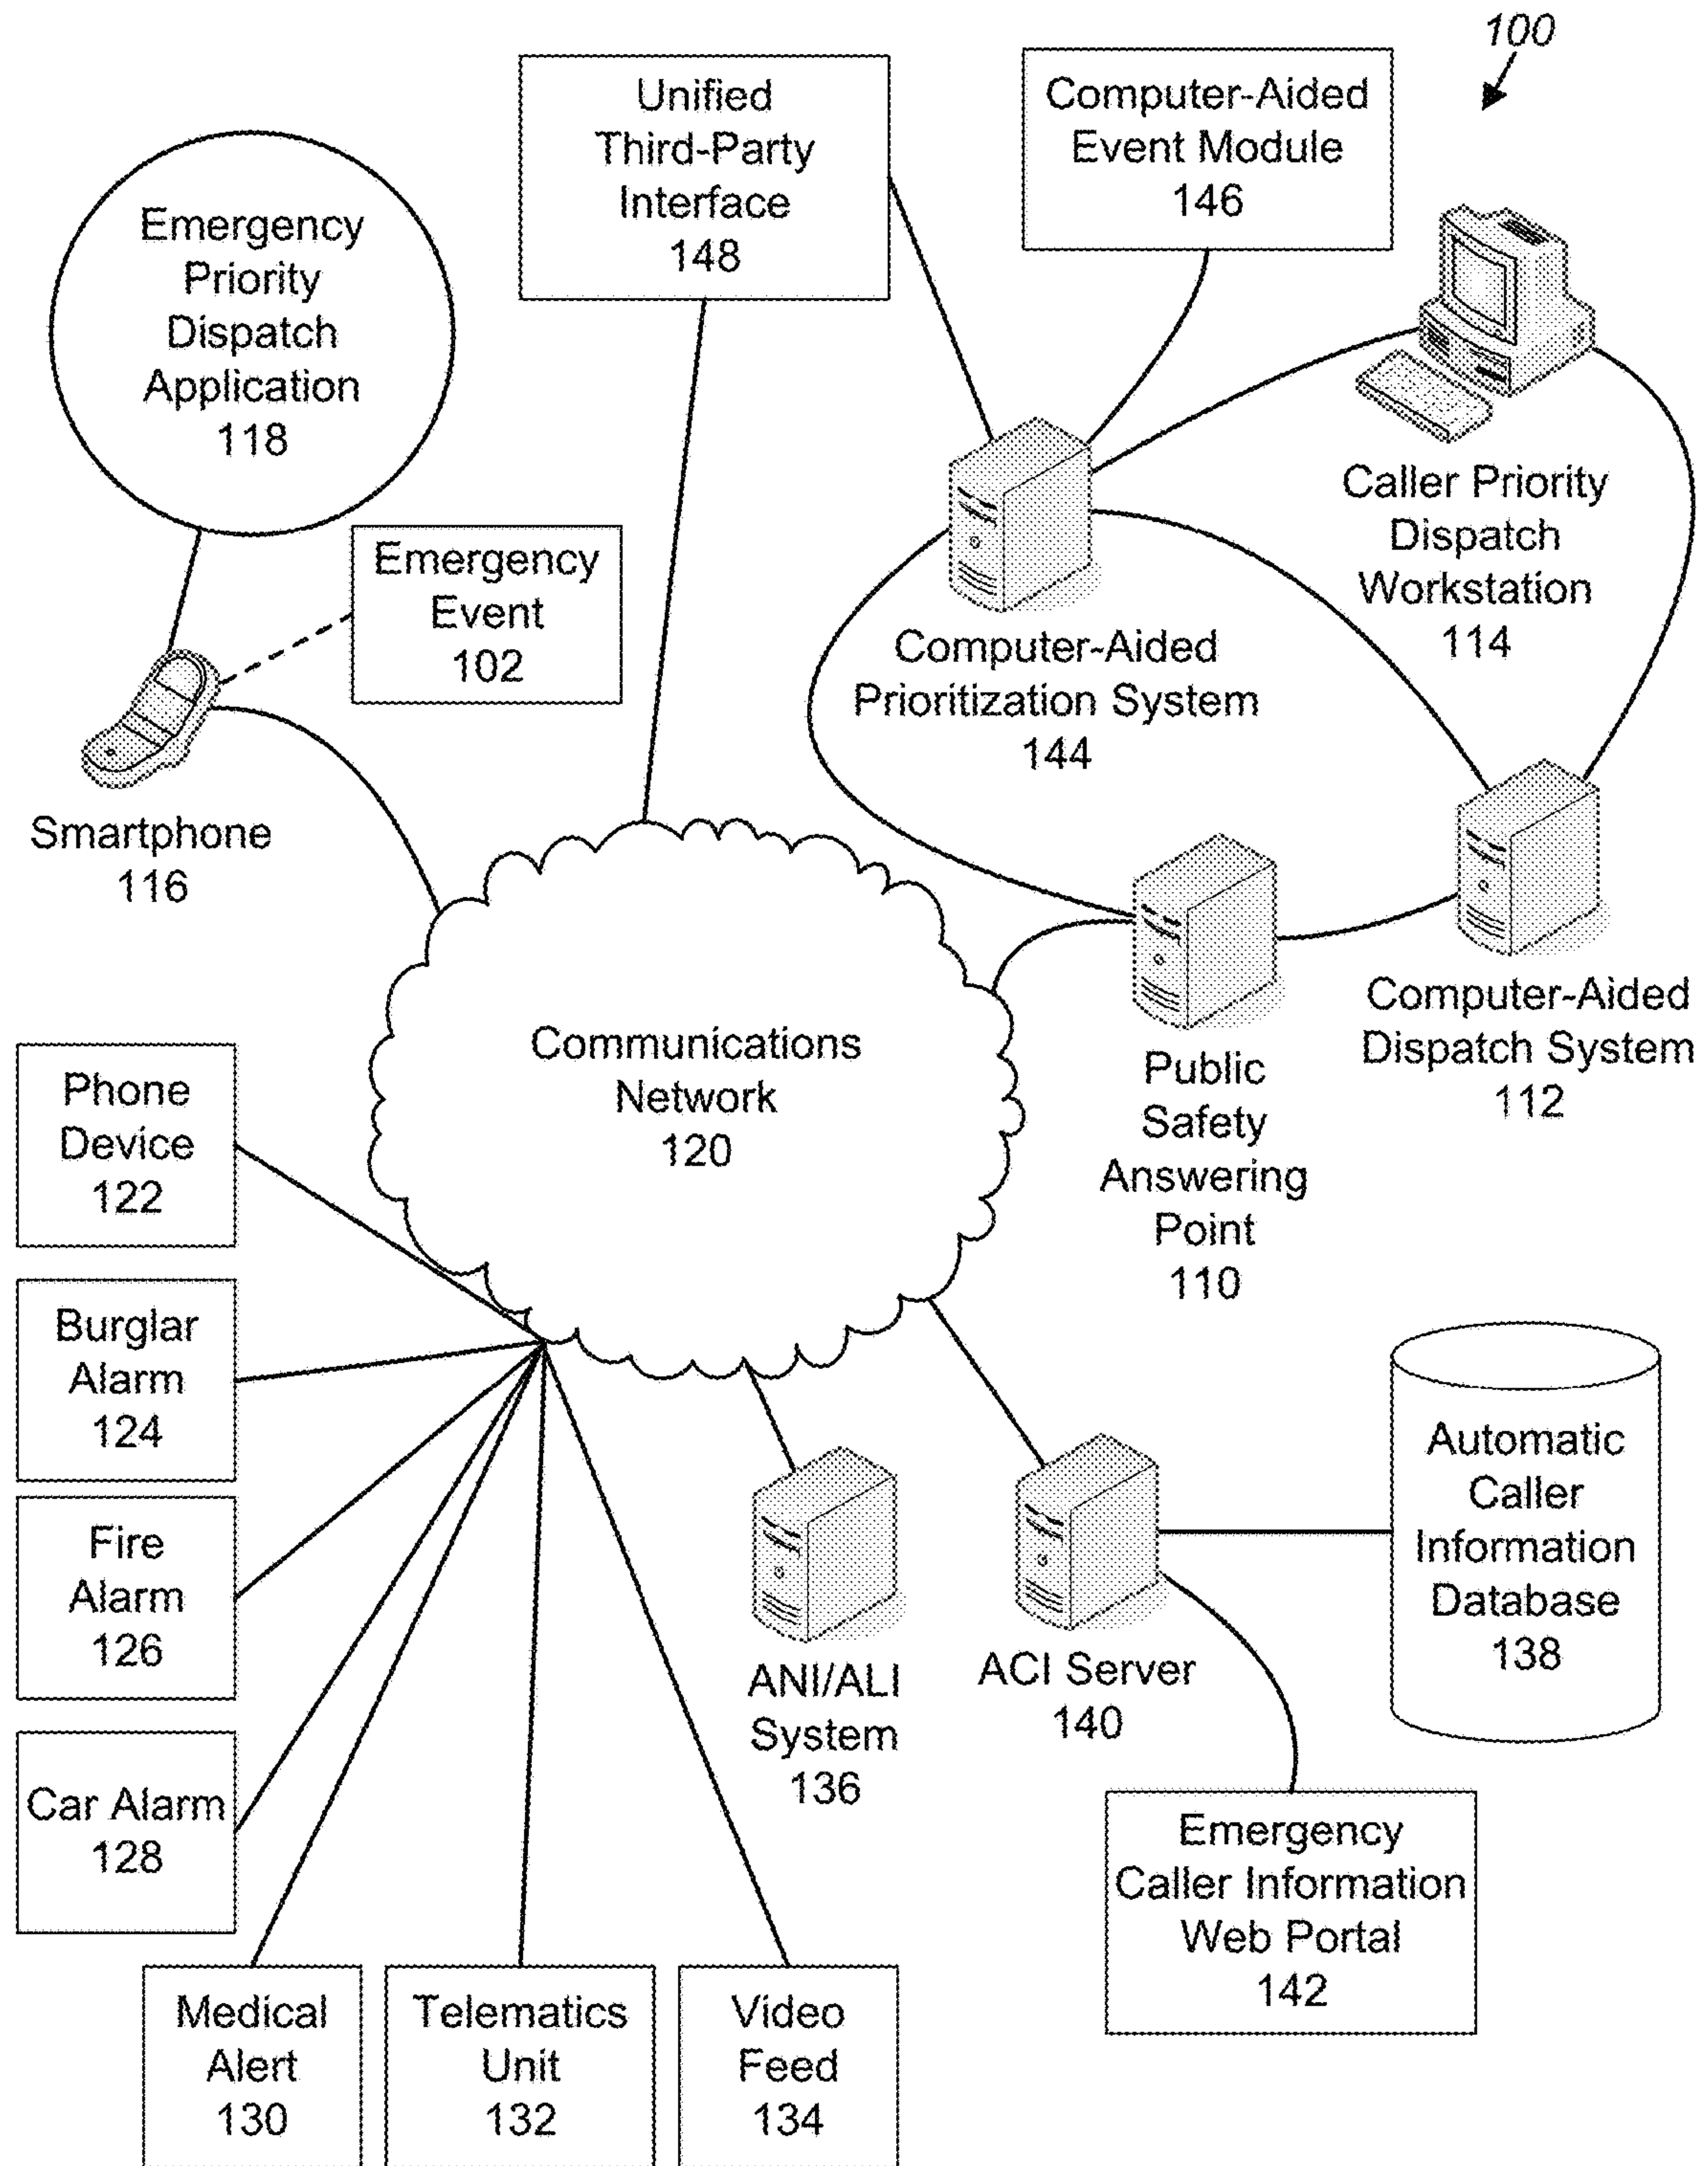 100
Unified
Third-Party
Interface
148
Computer-Aided
Event Module
146
Emergency
Priority
Dispatch
Application
118
Emergency
Event
102
Caller Priority
Dispatch
Workstation
114
Computer-Aided
Prioritization System
144
Smartphone
116
Computer-Aided
Dispatch System
112
Communications
Network
120
Public
Safety
Answering
Point
110
Phone
Device
122
Burglar
Alarm
124
Fire
Alarm
126
Car Alarm
128
Medical
Alert
130
Telematics
Unit
132
Video
Feed
134
ANI/ALI
System
136
ACI Server
140
Automatic
Caller
Information
Database
138
Emergency
Caller Information
Web Portal
142